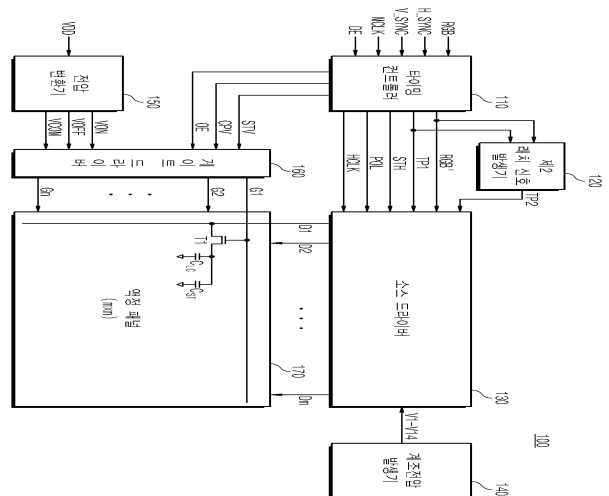 100
120
제2
래치 신호
발생기
TP2
110
RGB
H_SYNC
V_SYNC
MCLK
DE
타이밍
컨트롤러
RGB'
TP1
STH
POL
HCLK
130
소스 드라이버
140
계조전압
발생기
V1~V14
STV
CPV
OE
D1
D2
Dm
150
VDD
전압
변환기
VON
VOFF
VCOM
160
게이트 드라이버
G1
G2
Gn
170
T1
CLC
CST
액정 패널
(mxn)